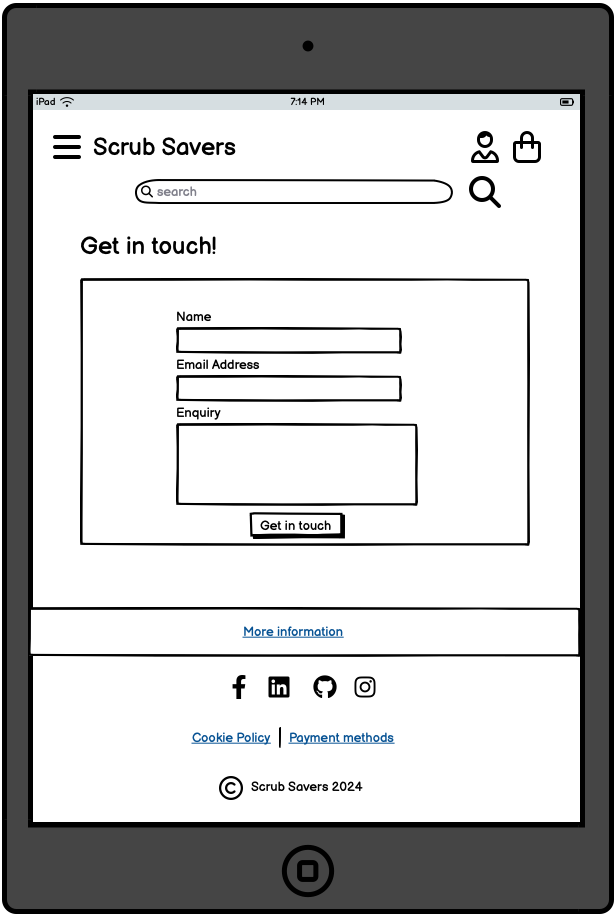 iPad 7:14 PM
Scrub Savers
search
Get in touch!
Name
Email Address
Enquiry
Get in touch
More information
Cookie Policy Payment methods
© Scrub Savers 2024